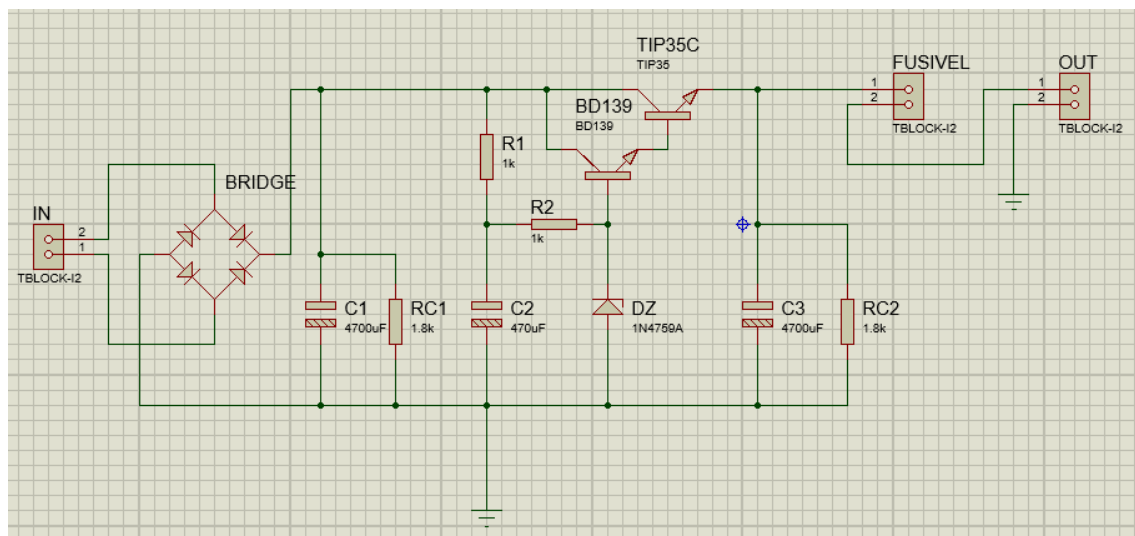 TIP35C
TIP35
FUSIVEL
1
2
TBLOCK-I2
OUT
1
2
TBLOCK-I2
BD139
BD139
R1
1k
BRIDGE
IN
2
1
TBLOCK-I2
R2
1k
C1
4700uF
RC1
1.8k
C2
470uF
DZ
1N4759A
C3
4700uF
RC2
1.8k